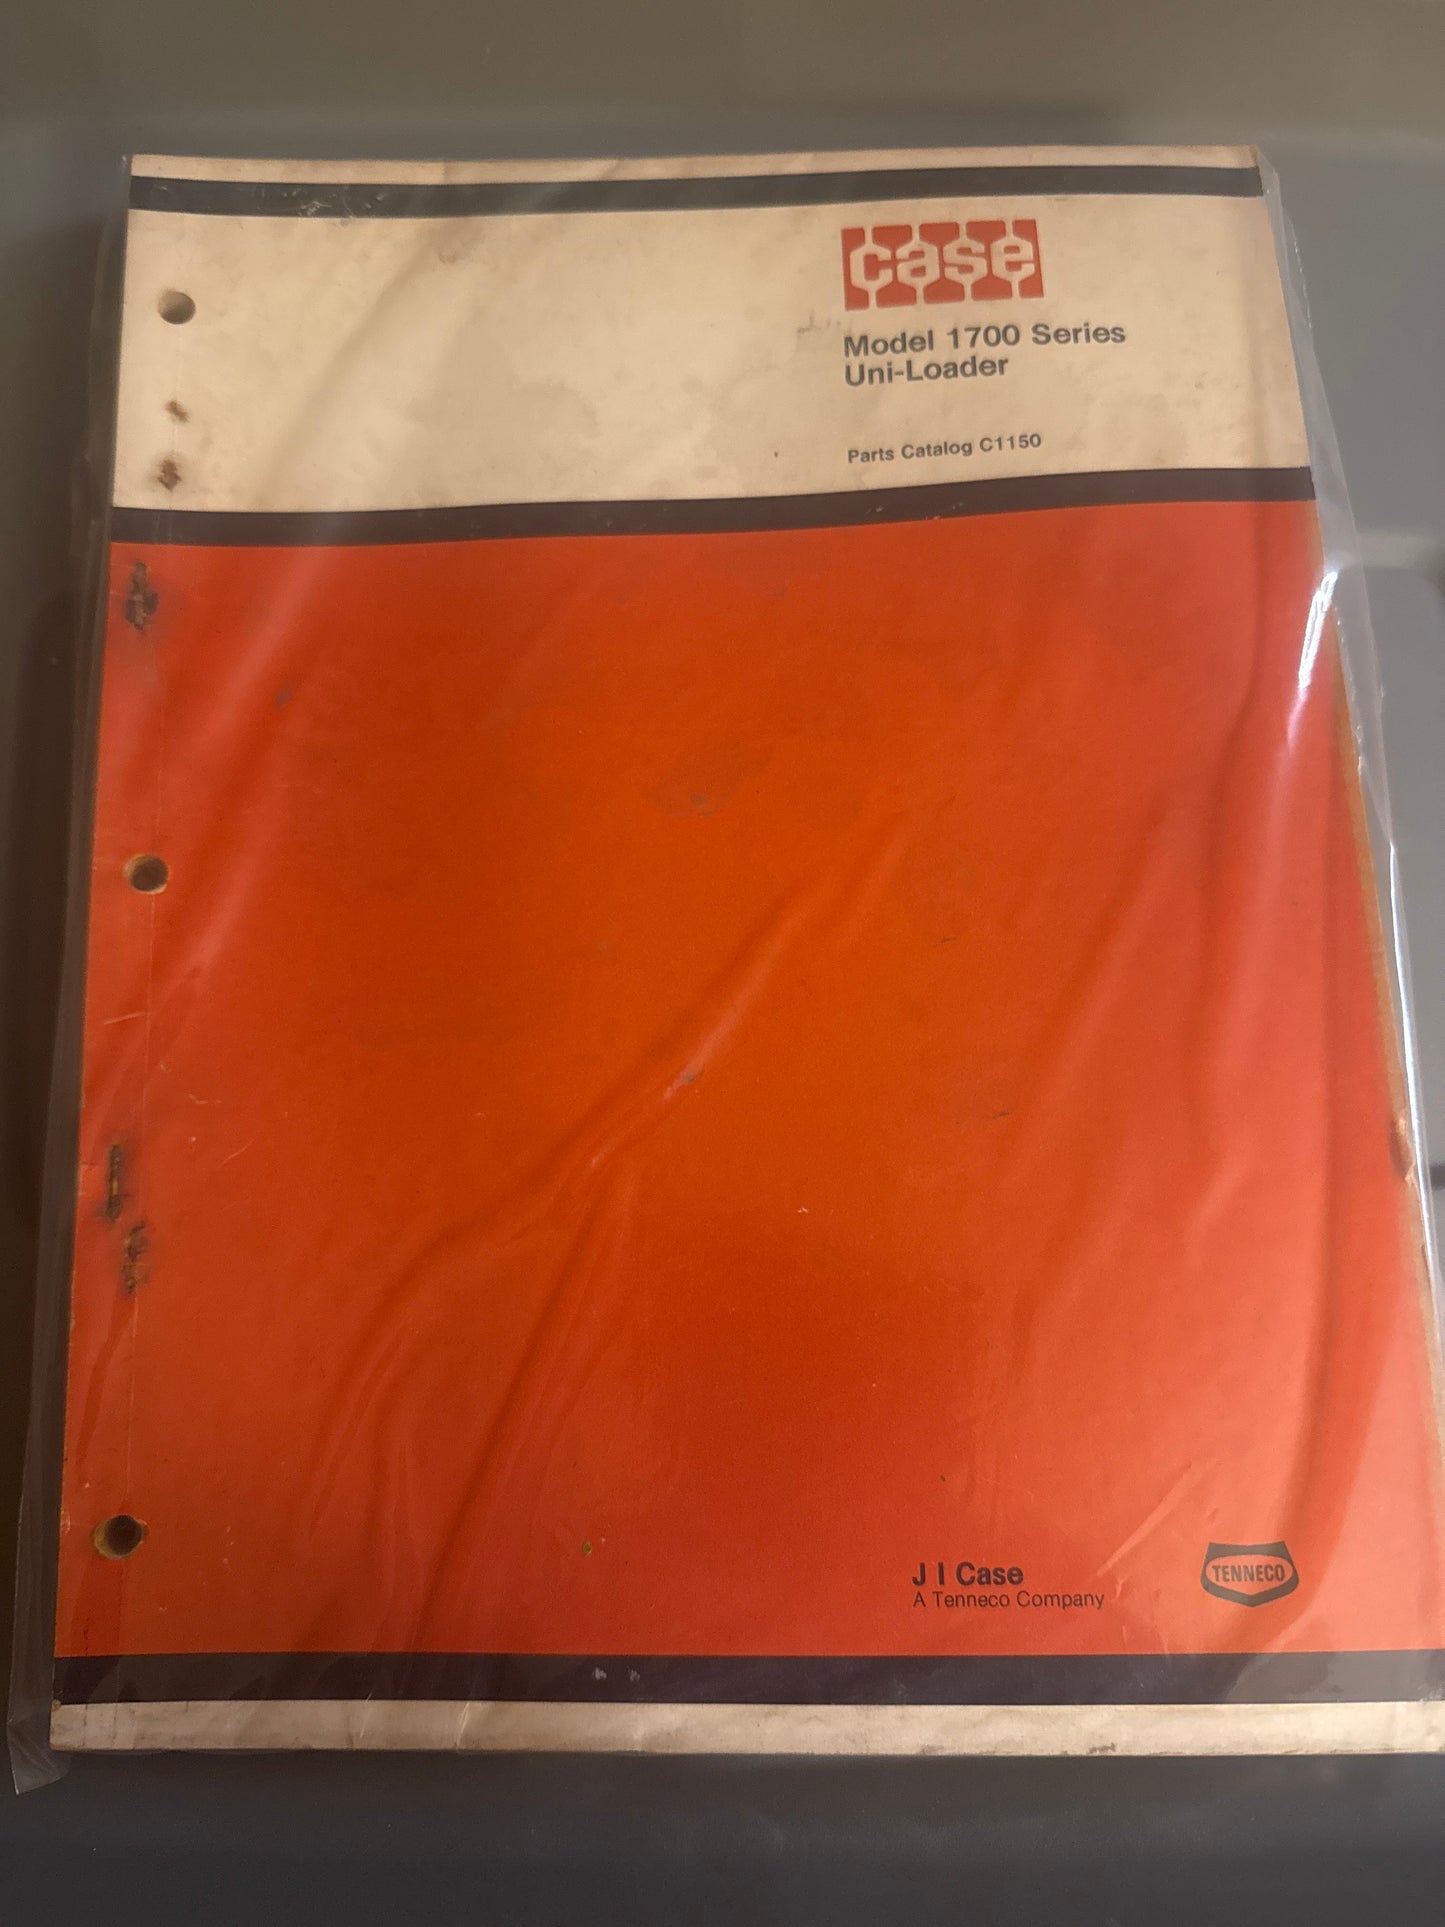 case
Model 1700 Series
Uni-Loader
Parts Catalog C1150
J I Case
A Tenneco Company
TENNECO